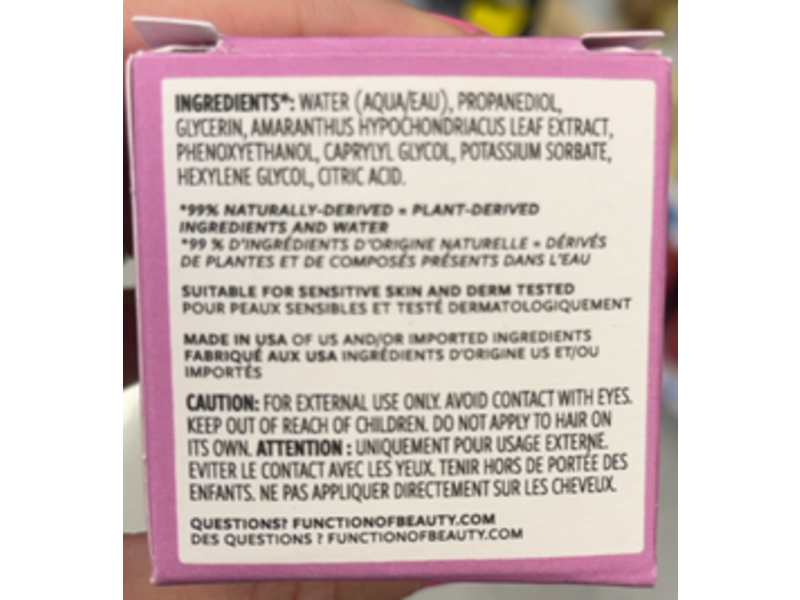 INGREDIENTS*: WATER (AQUA/EAU), PROPANEDIOL,
GLYCERIN, AMARANTHUS HYPOCHONDRIACUS LEAF EXTRACT,
PHENOXYETHANOL, CAPRYLYL GLYCOL, POTASSIUM SORBATE,
HEXYLENE GLYCOL, CITRIC ACID.
*99% NATURALLY-DERIVED = PLANT-DERIVED
INGREDIENTS AND WATER
*99 % D'INGRÉDIENTS D'ORIGINE NATURELLE = DÉRIVÉS
DE PLANTES ET DE COMPOSÉS PRÉSENTS DANS L'EAU
SUITABLE FOR SENSITIVE SKIN AND DERM TESTED
POUR PEAUX SENSIBLES ET TESTÉ DERMATOLOGIQUEMENT
MADE IN USA OF US AND/OR IMPORTED INGREDIENTS
FABRIQUÉ AUX USA INGRÉDIENTS D'ORIGINE US ET/OU
IMPORTÉS
CAUTION: FOR EXTERNAL USE ONLY. AVOID CONTACT WITH EYES.
KEEP OUT OF REACH OF CHILDREN. DO NOT APPLY TO HAIR ON
ITS OWN. ATTENTION : UNIQUEMENT POUR USAGE EXTERNE.
EVITER LE CONTACT AVEC LES YEUX. TENIR HORS DE PORTÉE DES
ENFANTS. NE PAS APPLIQUER DIRECTEMENT SUR LES CHEVEUX.
QUESTIONS? FUNCTIONOFBEAUTY.COM
DES QUESTIONS ? FUNCTIONOFBEAUTY.COM